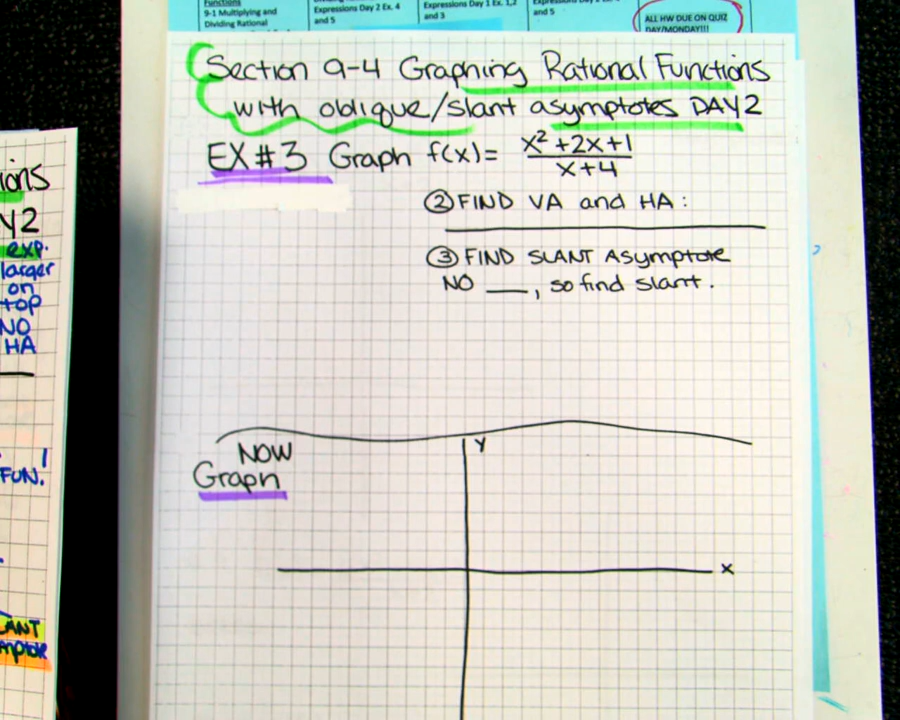 Functions
9-1 Multiplying and
Dividing Rational
Expressions Day 2 Ex. 4
and 5
Expressions Day 1 Ex. 1,2
and 3
and 5
ALL HW DUE ON QUIZ
DAY/MONDAY!!!
Section 9-4 Graphing Rational Functions
with oblique/slant asymptotes DAY 2
EX #3 Graph f(x) = x² + 2x + 1 / x + 4
② FIND VA and HA:
③ FIND SLANT Asymptote
NO ___, so find slant.
NOW
Graph
Y
x
Y2
exp.
larger
on
top
NO
HA
FUN.